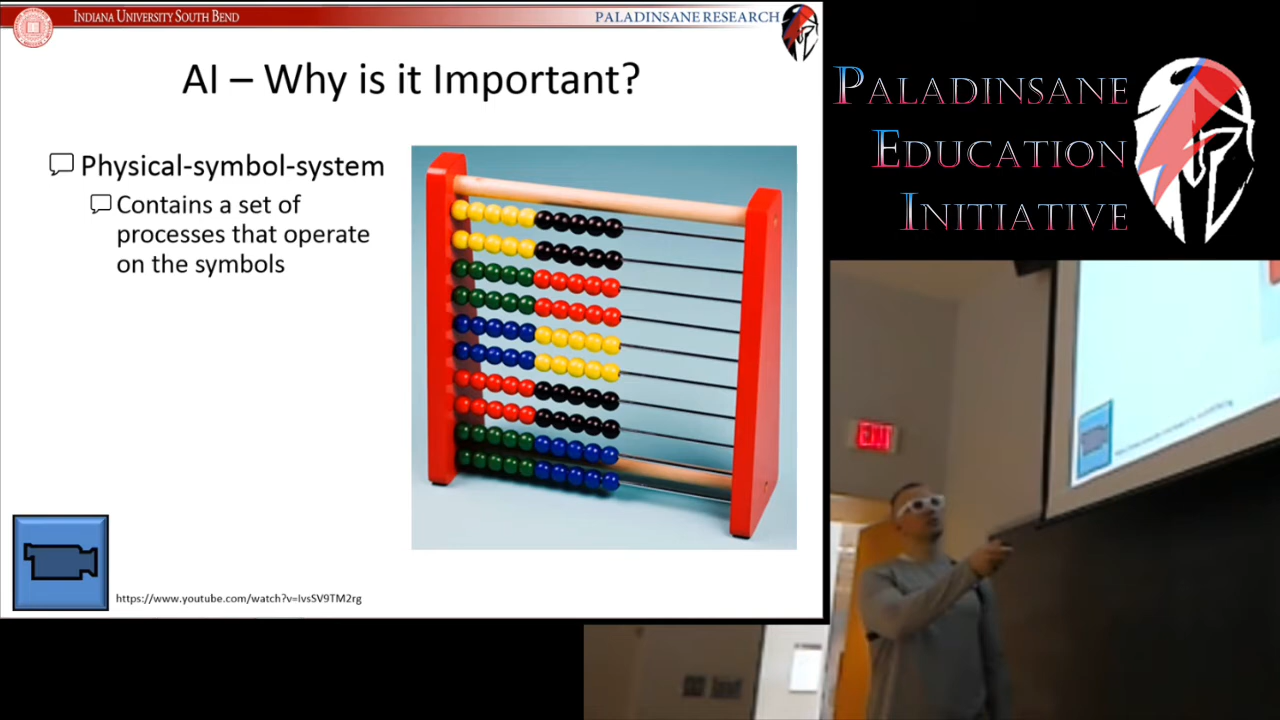 INDIANA UNIVERSITY SOUTH BEND
PALADINSANE RESEARCH
AI – Why is it Important?
Physical-symbol-system
Contains a set of
processes that operate
on the symbols
https://www.youtube.com/watch?v=IvsSV9TM2rg
PALADINSANE
EDUCATION
INITIATIVE
EXIT